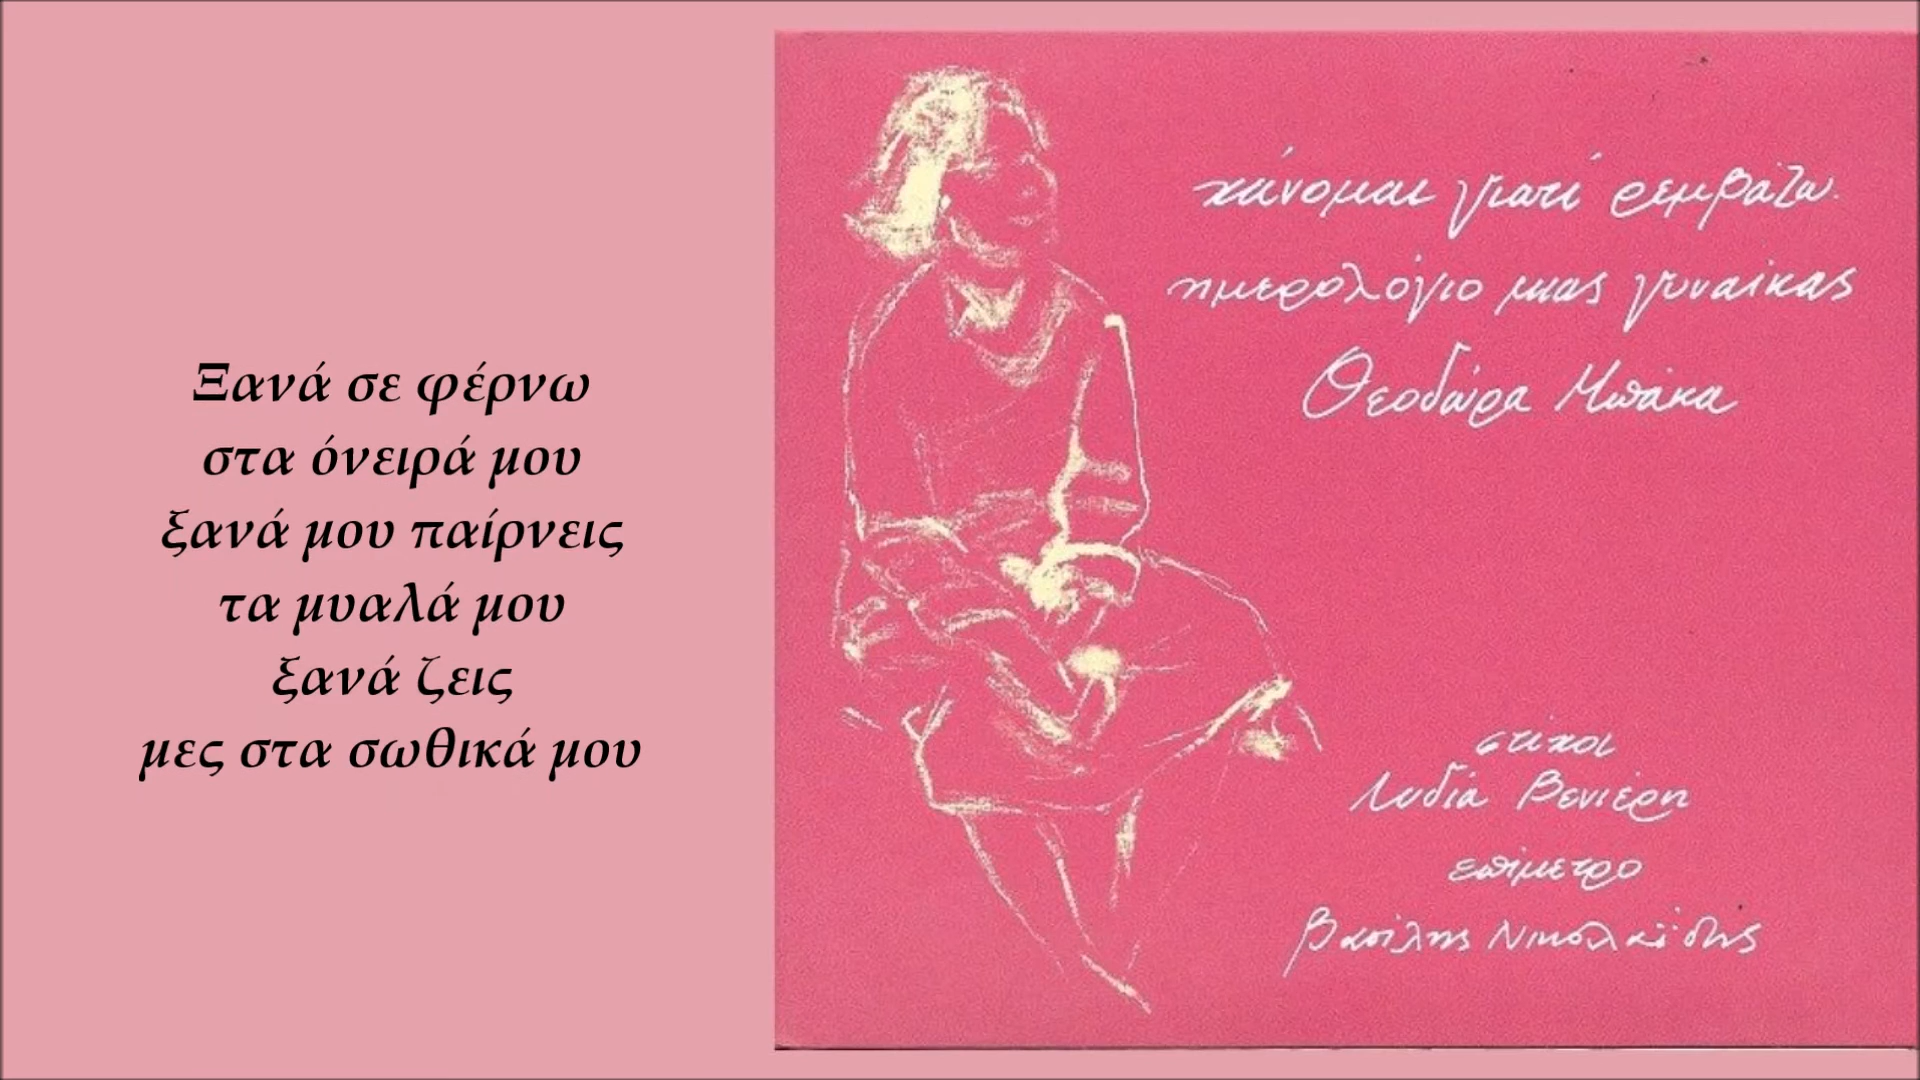 Ξανά σε φέρνω
στα όνειρά μου
ξανά μου παίρνεις
τα μυαλά μου
ξανά ζεις
μες στα σωθικά μου
χάνομαι γιατί ρεμβάζω.
ημερολόγιο μιας γυναίκας
Θεοδώρα Μπάκα
στίχοι
Λυδία Βενιέρη
επίμετρο
Βασίλης Νικολαΐδης